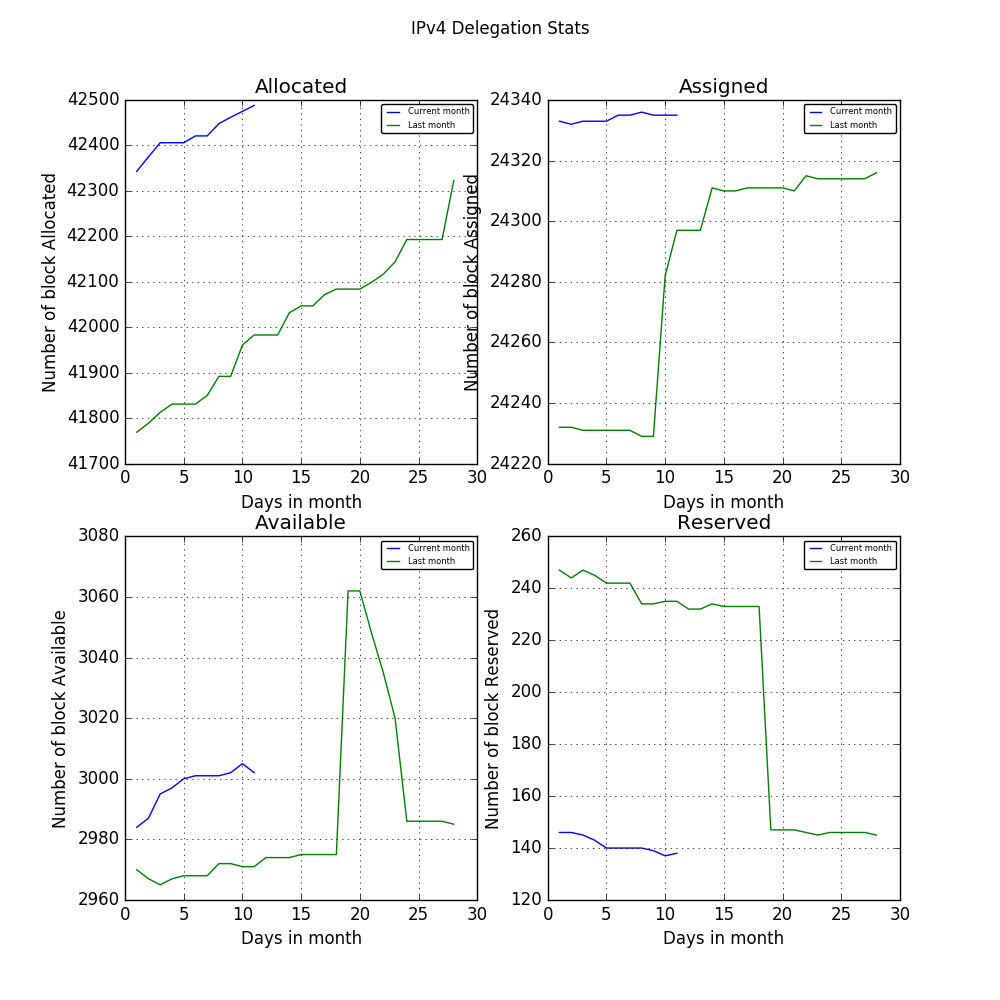 IPv4 Delegation Stats
Allocated
Number of block Allocated
42500
42400
42300
42200
42100
42000
41900
41800
41700
0 5 10 15 20 25 30
Days in month
Current month
Last month
Assigned
Number of block Assigned
24340
24320
24300
24280
24260
24240
24220
0 5 10 15 20 25 30
Days in month
Current month
Last month
Available
Number of block Available
3080
3060
3040
3020
3000
2980
2960
0 5 10 15 20 25 30
Days in month
Current month
Last month
Reserved
Number of block Reserved
260
240
220
200
180
160
140
120
0 5 10 15 20 25 30
Days in month
Current month
Last month